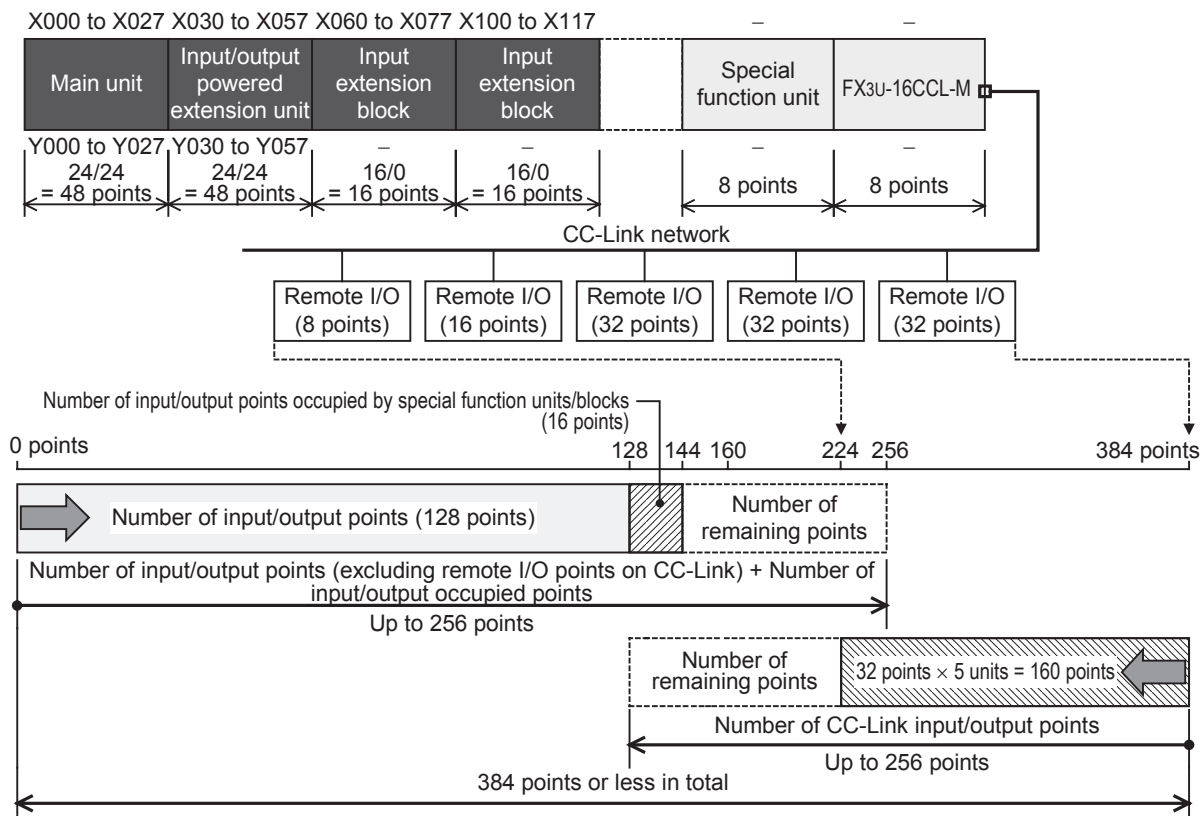 X000 to X027 X030 to X057 X060 to X077 X100 to X117 – –
Main unit
Input/output
powered
extension unit
Input
extension
block
Input
extension
block
Special
function unit
FX3U-16CCL-M
Y000 to Y027 Y030 to Y057 – – – –
24/24
= 48 points
24/24
= 48 points
16/0
= 16 points
16/0
= 16 points
8 points
8 points
CC-Link network
Remote I/O
(8 points)
Remote I/O
(16 points)
Remote I/O
(32 points)
Remote I/O
(32 points)
Remote I/O
(32 points)
Number of input/output points occupied by special function units/blocks
(16 points)
0 points 128 144 160 224 256 384 points
Number of input/output points (128 points)
Number of
remaining points
Number of input/output points (excluding remote I/O points on CC-Link) + Number of
input/output occupied points
Up to 256 points
Number of
remaining points
32 points × 5 units = 160 points
Number of CC-Link input/output points
Up to 256 points
384 points or less in total